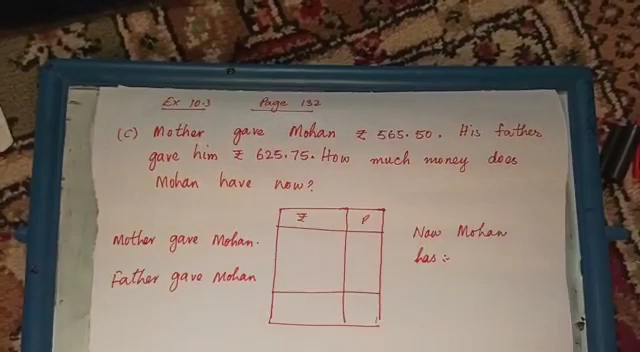 Ex 10.3 Page 132
(c) Mother gave Mohan ₹ 565.50. His father
gave him ₹ 625.75. How much money does
Mohan have now?
₹ P
Mother gave Mohan.
Father gave Mohan
Now Mohan
has :-